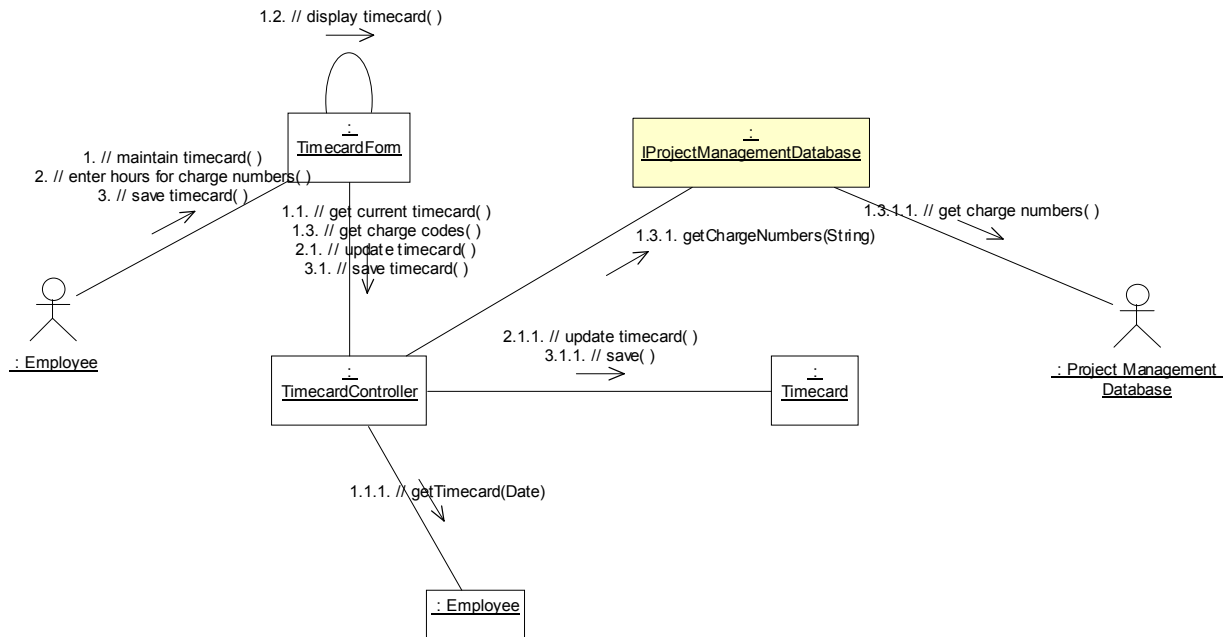 1.2. // display timecard( )
:
TimecardForm
:
IProjectManagementDatabase
1. // maintain timecard( )
2. // enter hours for charge numbers( )
3. // save timecard( )
1.1. // get current timecard( )
1.3. // get charge codes( )
2.1. // update timecard( )
3.1. // save timecard( )
1.3.1. getChargeNumbers(String)
1.3.1.1. // get charge numbers( )
: Employee
2.1.1. // update timecard( )
3.1.1. // save( )
:
TimecardController
:
Timecard
: Project Management
Database
1.1.1. // getTimecard(Date)
: Employee